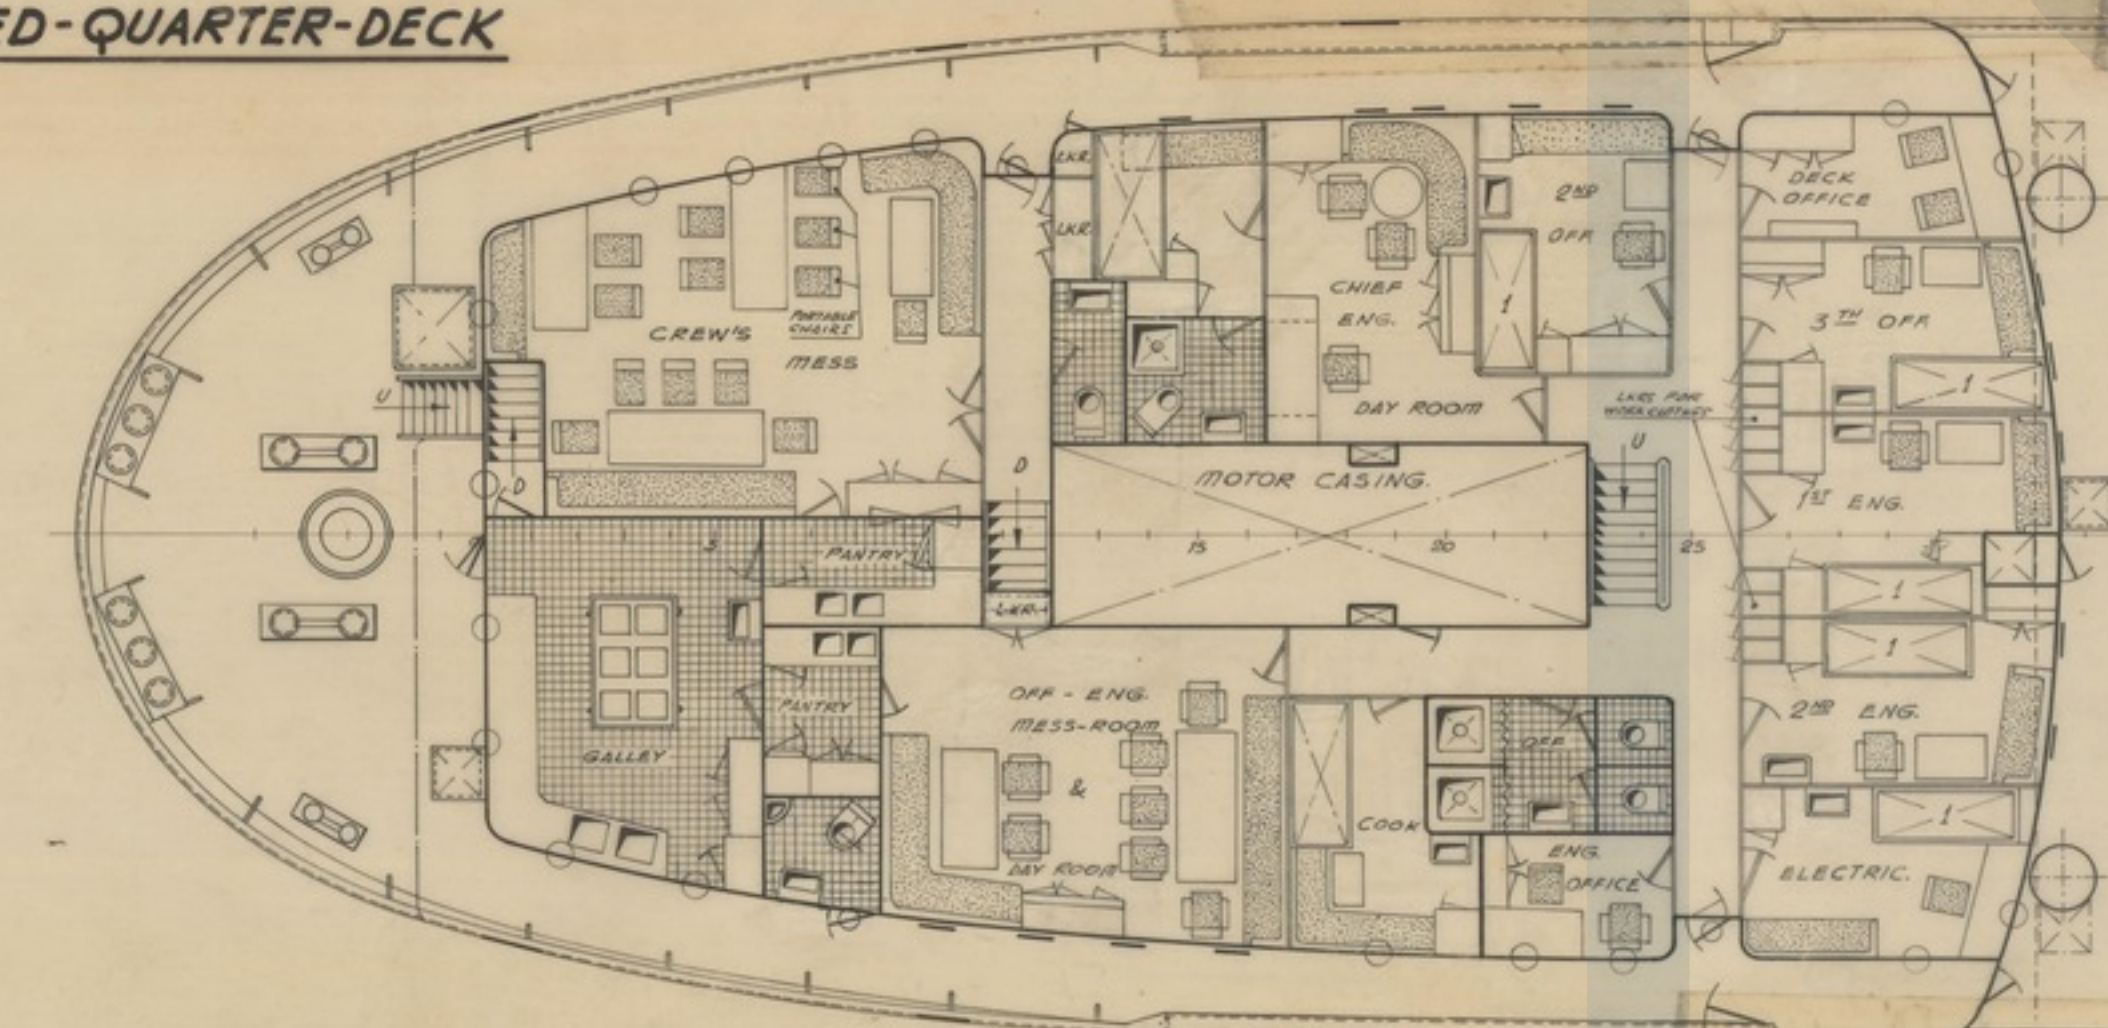 ED-QUARTER-DECK
LKR.
LKR.
DECK
OFFICE
2ND
OFF.
3TH OFF.
CHIEF
ENG.
DAY ROOM
PORTABLE
CHAIRS
CREW'S
MESS
LKRS FOR
WORK CLOTHES
U
D
D
U
MOTOR CASING.
1ST ENG.
1
1
1
1
1
5
15
20
25
PANTRY
LKR.
PANTRY
GALLEY
OFF - ENG.
MESS-ROOM
&
DAY ROOM
COOK
OFF
ENG.
OFFICE
2ND ENG.
ELECTRIC.